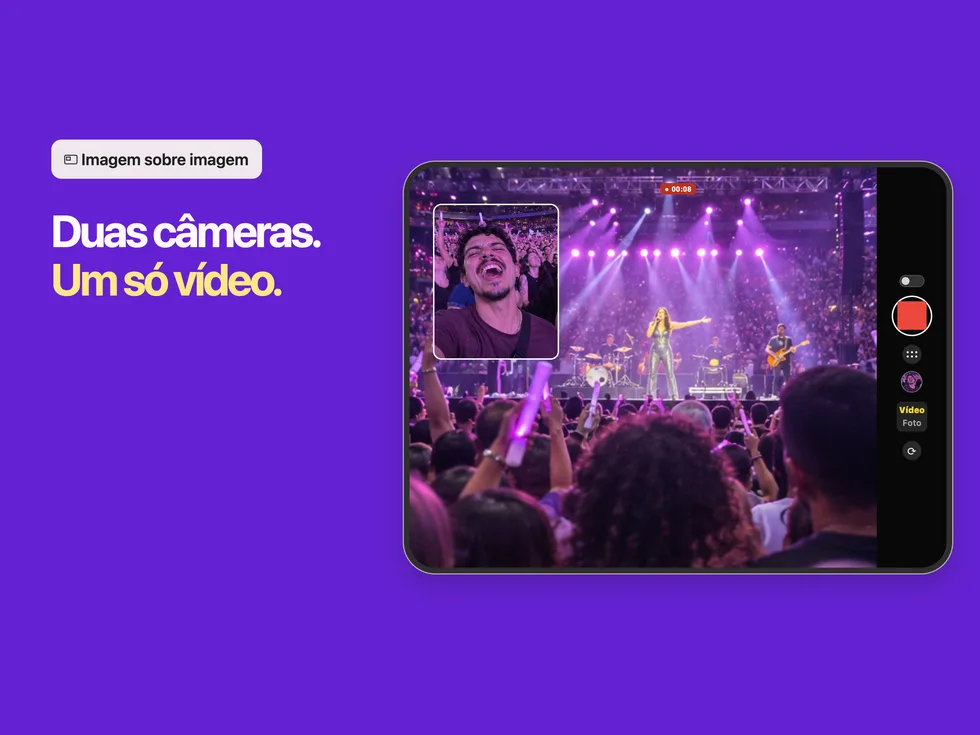 Imagem sobre imagem
Duas câmeras.
Um só vídeo.
00:08
Vídeo
Foto